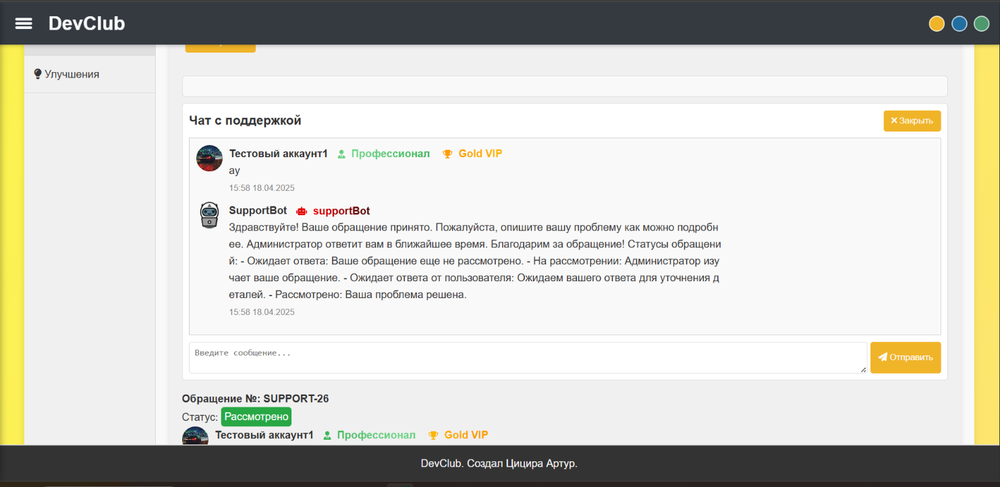 DevClub
Улучшения
Чат с поддержкой
Закрыть
Тестовый аккаунт1 Профессионал Gold VIP
ау
15:58 18.04.2025
SupportBot supportBot
Здравствуйте! Ваше обращение принято. Пожалуйста, опишите вашу проблему как можно подробн
ее. Администратор ответит вам в ближайшее время. Благодарим за обращение! Статусы обращени
й: - Ожидает ответа: Ваше обращение еще не рассмотрено. - На рассмотрении: Администратор изу
чает ваше обращение. - Ожидает ответа от пользователя: Ожидаем вашего ответа для уточнения д
еталей. - Рассмотрено: Ваша проблема решена.
15:58 18.04.2025
Введите сообщение...
Отправить
Обращение №: SUPPORT-26
Статус: Рассмотрено
Тестовый аккаунт1 Профессионал Gold VIP
DevClub. Создал Цицира Артур.